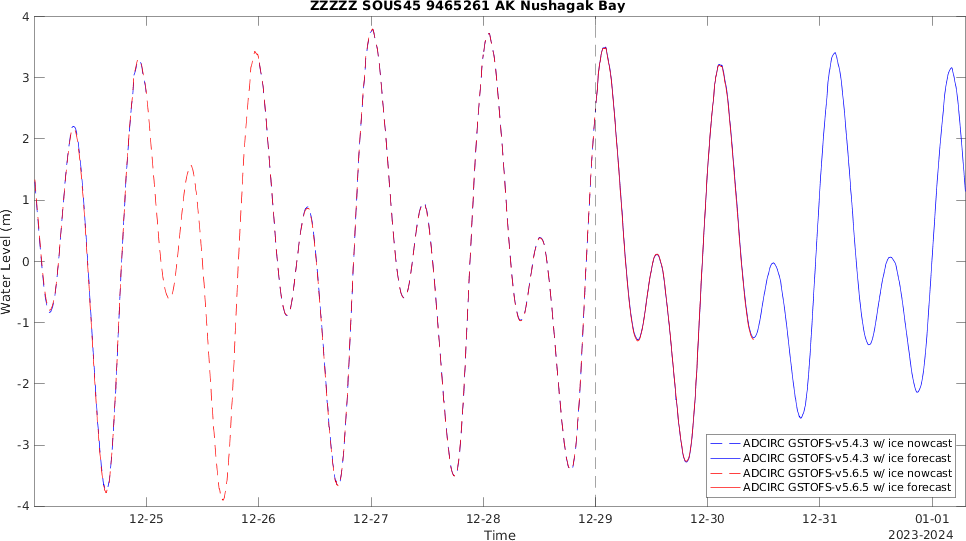 ZZZZZ SOUS45 9465261 AK Nushagak Bay
4
3
2
1
0
-1
-2
-3
-4
Water Level (m)
ADCIRC GSTOFS-v5.4.3 w/ ice nowcast
ADCIRC GSTOFS-v5.4.3 w/ ice forecast
ADCIRC GSTOFS-v5.6.5 w/ ice nowcast
ADCIRC GSTOFS-v5.6.5 w/ ice forecast
12-25 12-26 12-27 12-28 12-29 12-30 12-31 01-01
Time
2023-2024